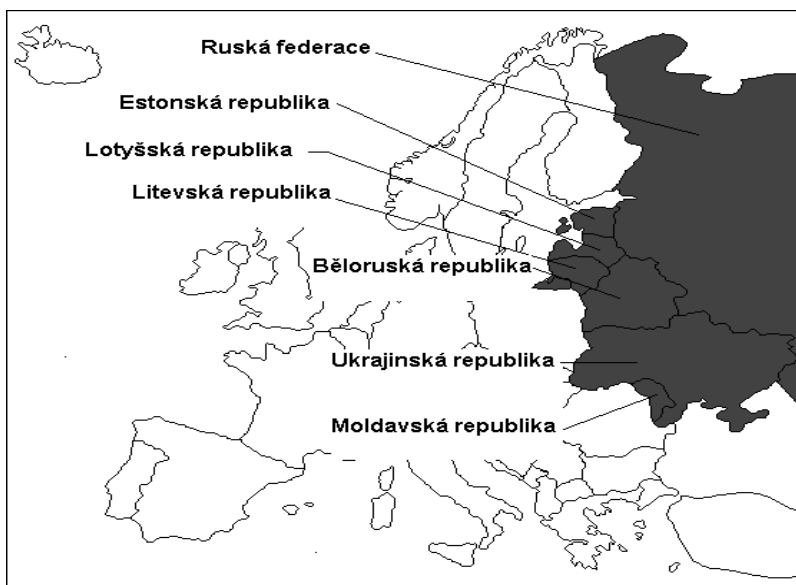 Ruská federace
Estonská republika
Lotyšská republika
Litevská republika
Běloruská republika
Ukrajinská republika
Moldavská republika